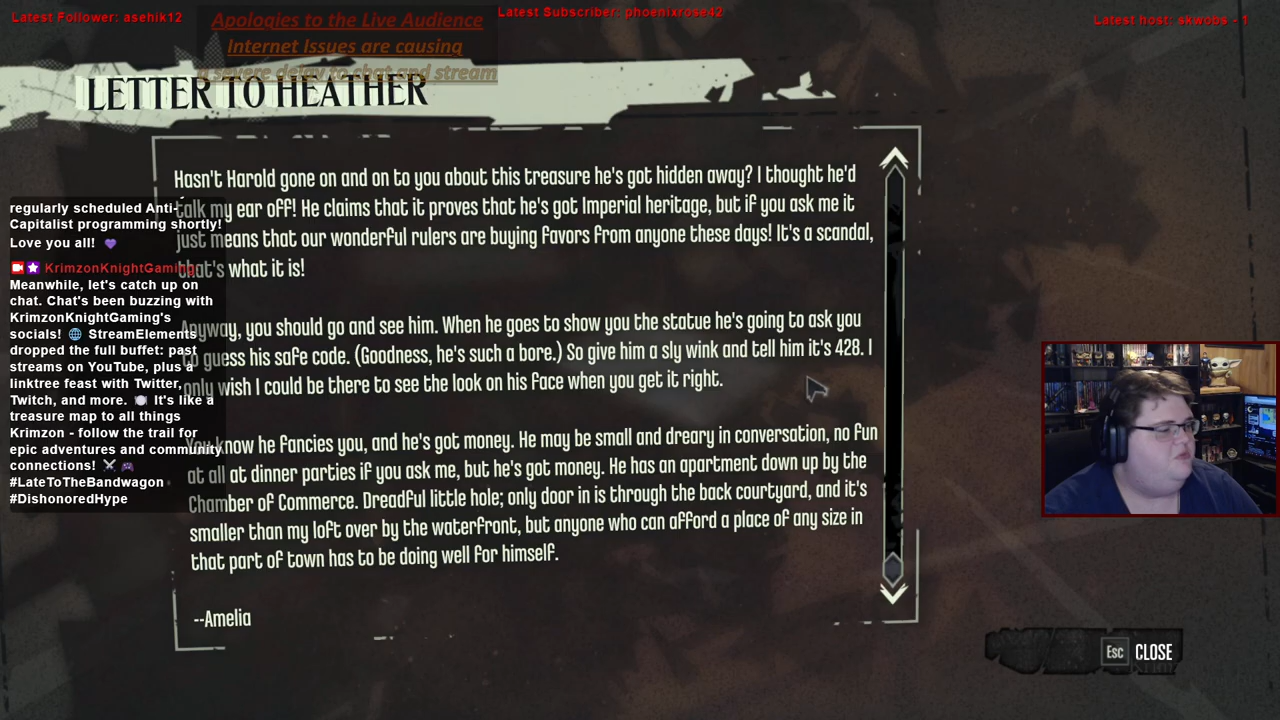 Latest Follower: asehik12
Latest Subscriber: phoenixrose42
Latest host: skwobs - 1
Apologies to the Live Audience
Internet Issues are causing
a severe delay to chat and stream
LETTER TO HEATHER
Hasn't Harold gone on and on to you about this treasure he's got hidden away? I thought he'd
talk my ear off! He claims that it proves that he's got Imperial heritage, but if you ask me it
just means that our wonderful rulers are buying favors from anyone these days! It's a scandal,
that's what it is!
Anyway, you should go and see him. When he goes to show you the statue he's going to ask you
to guess his safe code. (Goodness, he's such a bore.) So give him a sly wink and tell him it's 428. I
only wish I could be there to see the look on his face when you get it right.
You know he fancies you, and he's got money. He may be small and dreary in conversation, no fun
at all at dinner parties if you ask me, but he's got money. He has an apartment down up by the
Chamber of Commerce. Dreadful little hole; only door in is through the back courtyard, and it's
smaller than my loft over by the waterfront, but anyone who can afford a place of any size in
that part of town has to be doing well for himself.
--Amelia
regularly scheduled Anti-
Capitalist programming shortly!
Love you all! 💜
KrimzonKnightGaming:
Meanwhile, let's catch up on
chat. Chat's been buzzing with
KrimzonKnightGaming's
socials! 🌐 StreamElements
dropped the full buffet: past
streams on YouTube, plus a
linktree feast with Twitter,
Twitch, and more. 🍽️ It's like a
treasure map to all things
Krimzon - follow the trail for
epic adventures and community
connections! ⚔️ 🎮
#LateToTheBandwagon
#DishonoredHype
Esc CLOSE